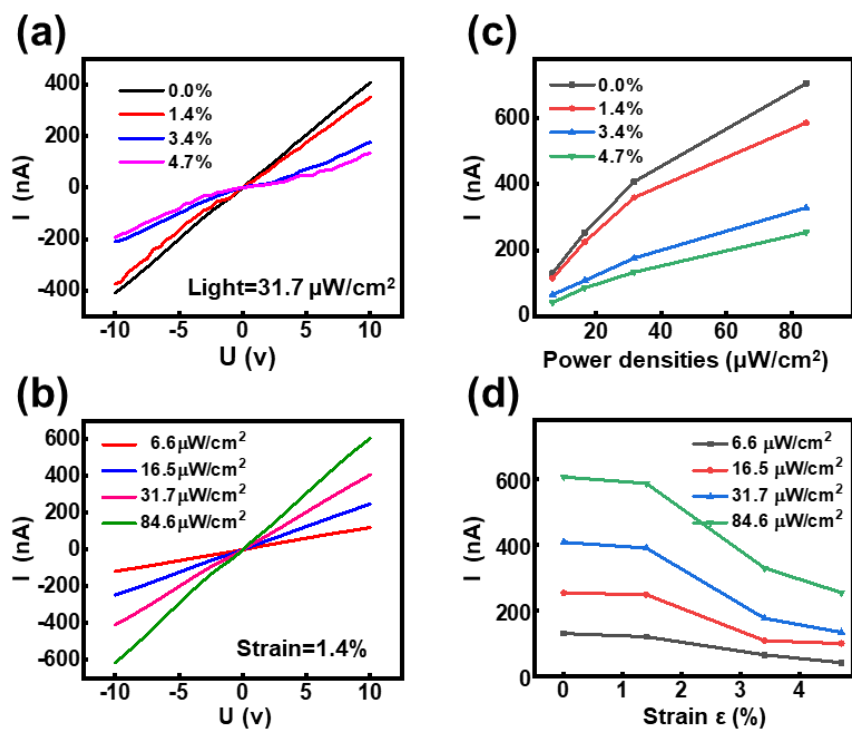 (a)
I (nA)
400
200
0
-200
-400
0.0%
1.4%
3.4%
4.7%
Light=31.7 μW/cm²
-10
-5
0
5
10
U (v)
(c)
I (nA)
600
400
200
0
0.0%
1.4%
3.4%
4.7%
20
40
60
80
Power densities (μW/cm²)
(b)
I (nA)
600
400
200
0
-200
-400
-600
6.6μW/cm²
16.5μW/cm²
31.7μW/cm²
84.6μW/cm²
Strain=1.4%
-10
-5
0
5
10
U (v)
(d)
I (nA)
600
400
200
0
6.6 μW/cm²
16.5 μW/cm²
31.7 μW/cm²
84.6 μW/cm²
0
1
2
3
4
Strain ε (%)